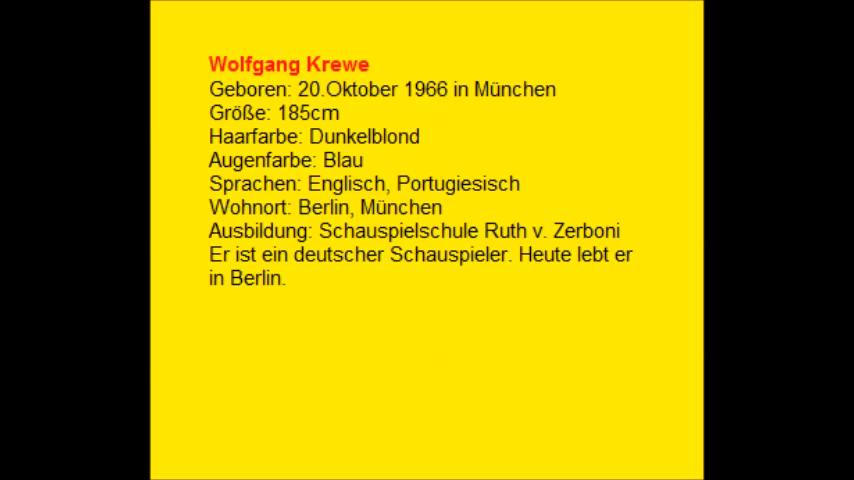 Wolfgang Krewe
Geboren: 20.Oktober 1966 in München
Größe: 185cm
Haarfarbe: Dunkelblond
Augenfarbe: Blau
Sprachen: Englisch, Portugiesisch
Wohnort: Berlin, München
Ausbildung: Schauspielschule Ruth v. Zerboni
Er ist ein deutscher Schauspieler. Heute lebt er
in Berlin.